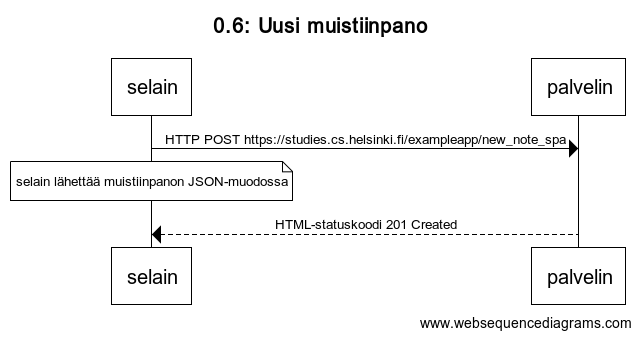 0.6: Uusi muistiinpano
selain
palvelin
HTTP POST https://studies.cs.helsinki.fi/exampleapp/new_note_spa
selain lähettää muistiinpanon JSON-muodossa
HTML-statuskoodi 201 Created
selain
palvelin
www.websequencediagrams.com